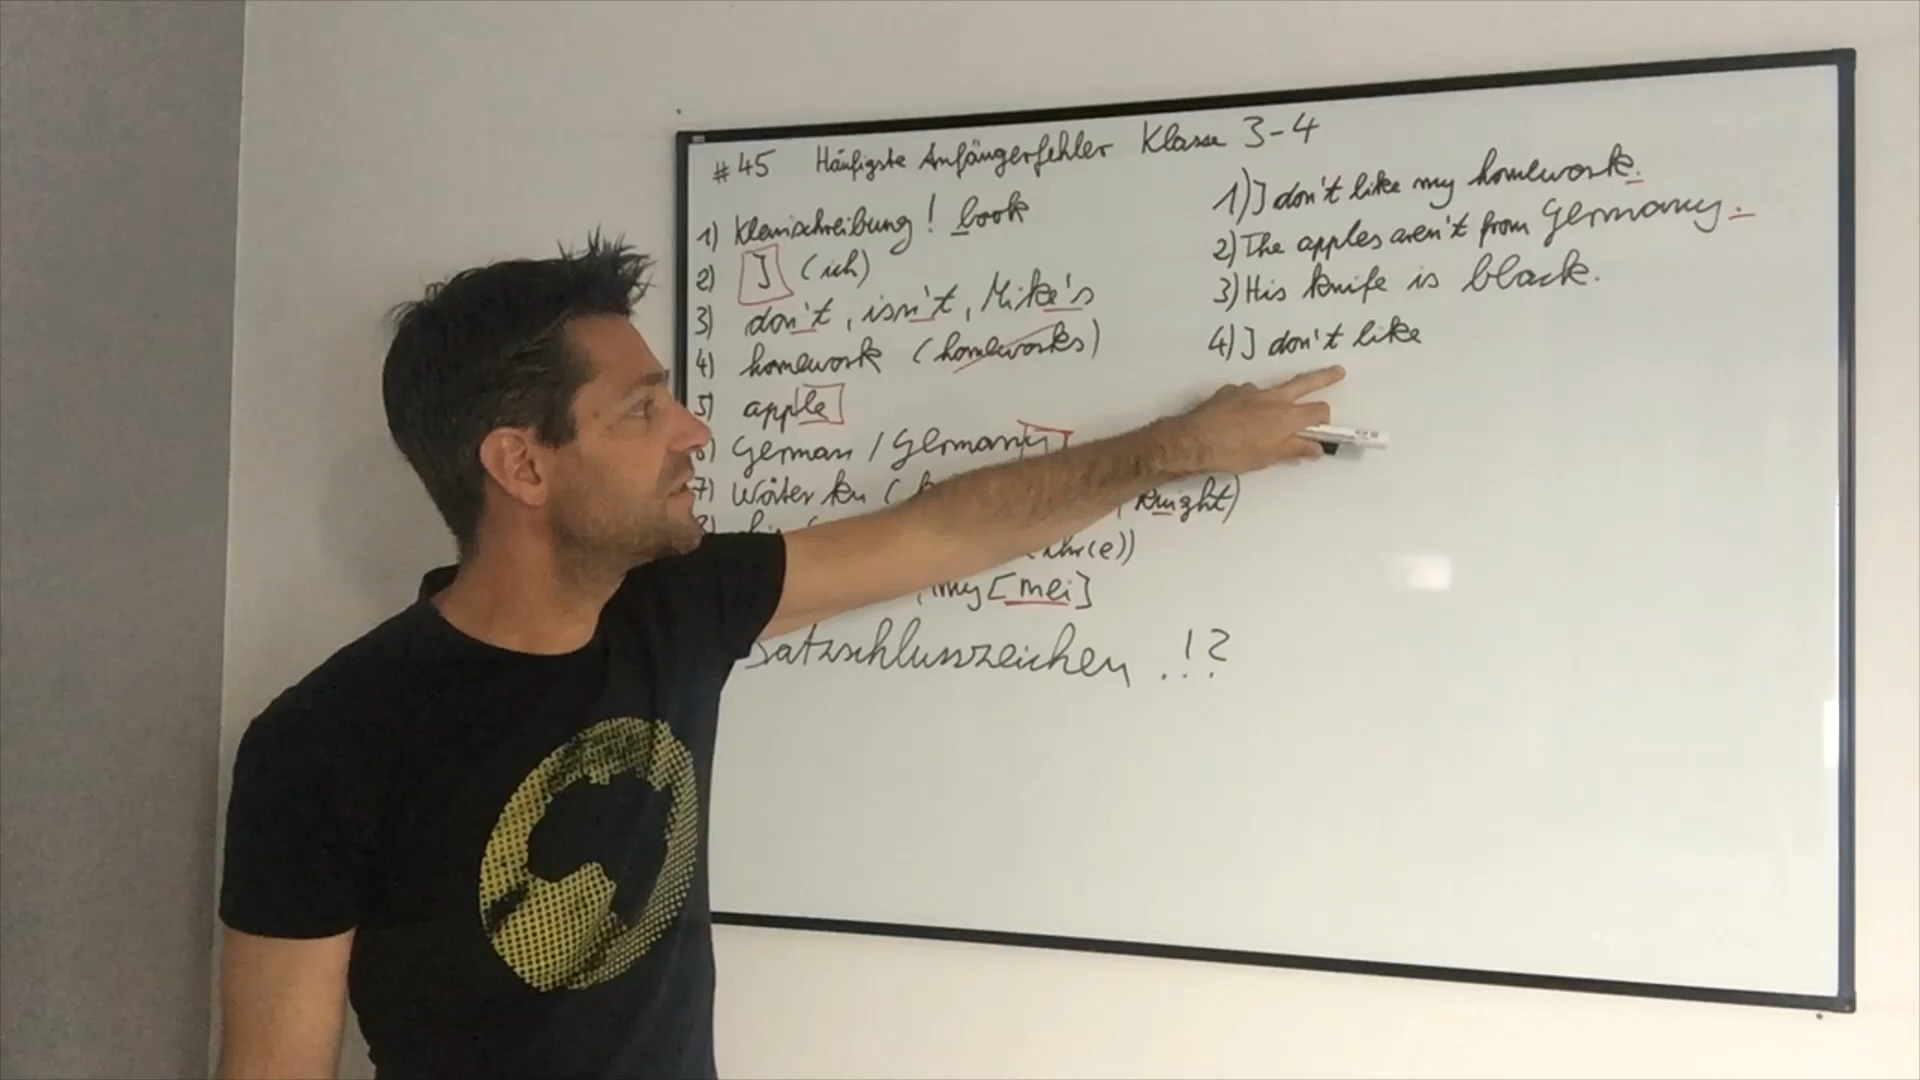 #45 Häufigste Anfängerfehler Klasse 3-4
1) Kleinschreibung! book
2) I (ich)
3) don't, isn't, Mike's
4) homework (homeworks)
5) apple
6) German / Germany
7) Wörter kn (
, knight)
ihr(e))
, my [mei]
Satzschlusszeichen .!?
1) I don't like my homework.
2) The apples aren't from Germany.
3) His knife is black.
4) I don't like